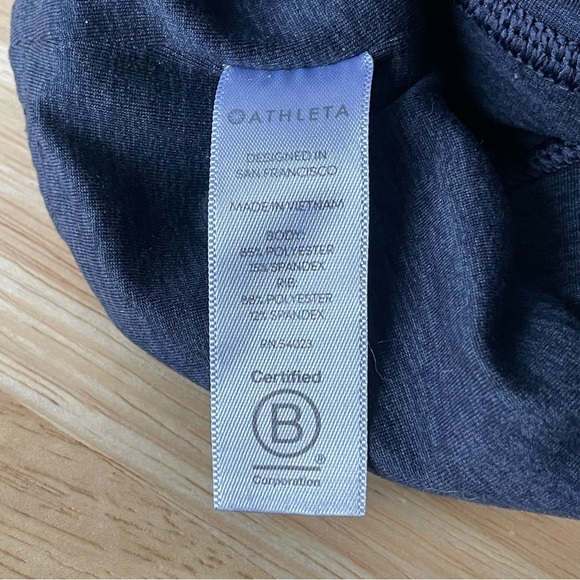 ATHLETA
DESIGNED IN
SAN FRANCISCO
MADE IN VIETNAM
BODY:
85% POLYESTER
15% SPANDEX
RIB:
88% POLYESTER
12% SPANDEX
RN 54023
Certified
B
®
Corporation